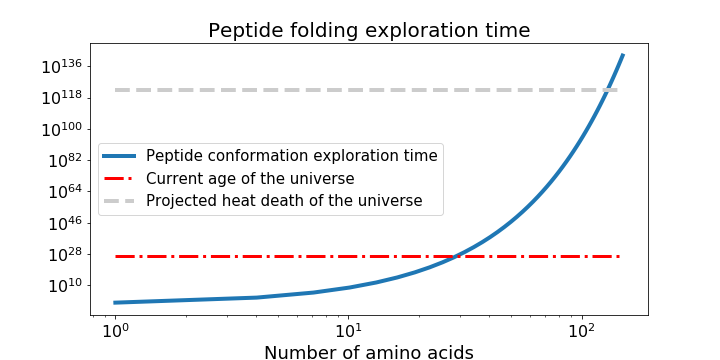 Peptide folding exploration time
10^136
10^118
10^100
10^82
10^64
10^46
10^28
10^10
Peptide conformation exploration time
Current age of the universe
Projected heat death of the universe
10^0 10^1 10^2
Number of amino acids